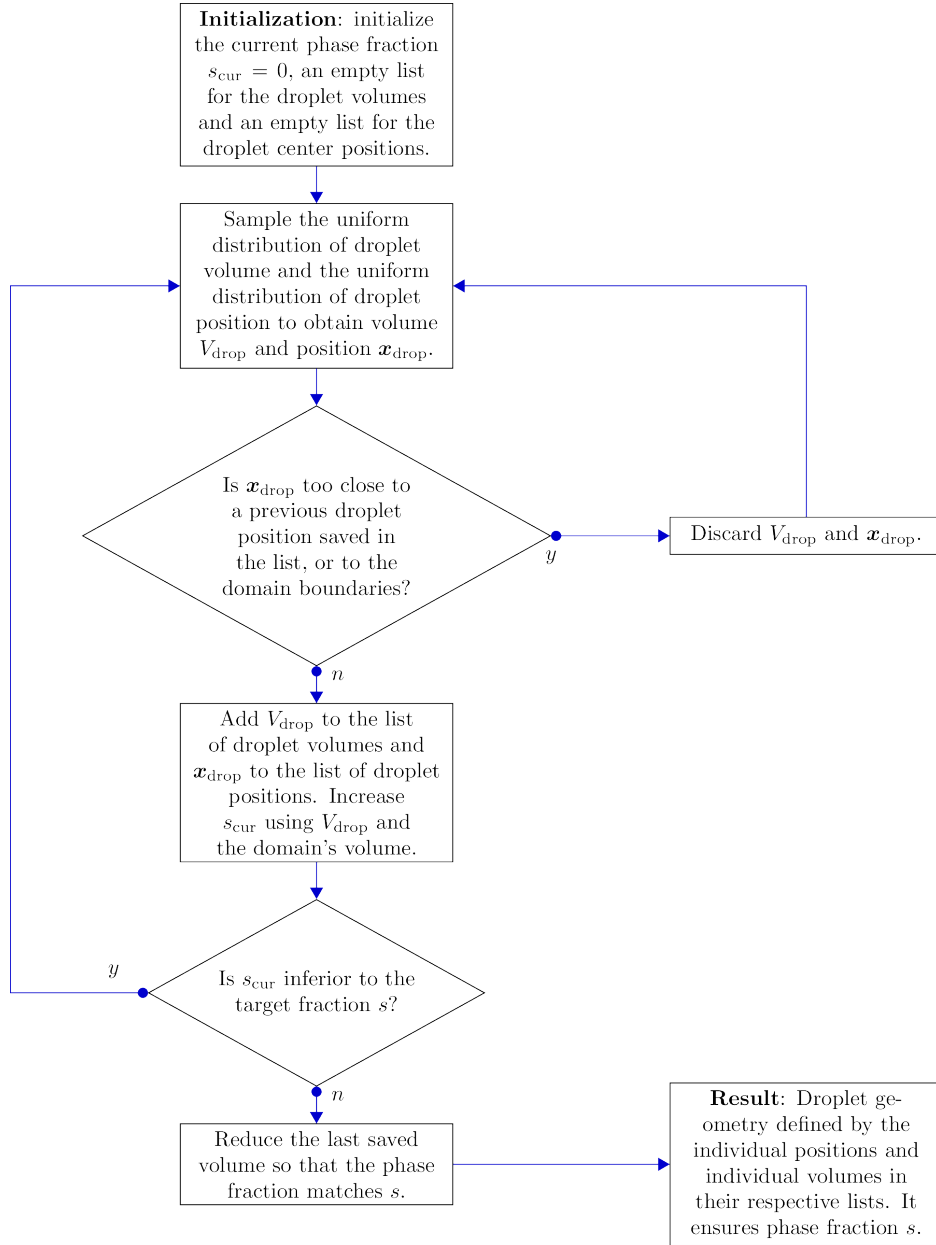 Initialization: initialize
the current phase fraction
s_cur = 0, an empty list
for the droplet volumes
and an empty list for the
droplet center positions.
Sample the uniform
distribution of droplet
volume and the uniform
distribution of droplet
position to obtain volume
V_drop and position x_drop.
Is x_drop too close to
a previous droplet
position saved in
the list, or to the
domain boundaries?
y
Discard V_drop and x_drop.
n
Add V_drop to the list
of droplet volumes and
x_drop to the list of droplet
positions. Increase
s_cur using V_drop and
the domain's volume.
y
Is s_cur inferior to the
target fraction s?
n
Reduce the last saved
volume so that the phase
fraction matches s.
Result: Droplet ge-
ometry defined by the
individual positions and
individual volumes in
their respective lists. It
ensures phase fraction s.